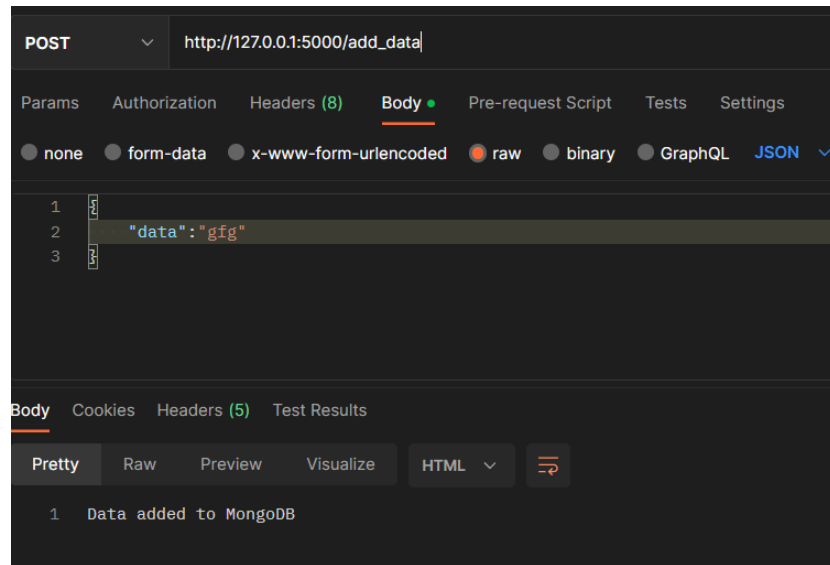 POST http://127.0.0.1:5000/add_data
Params Authorization Headers (8) Body Pre-request Script Tests Settings
none form-data x-www-form-urlencoded raw binary GraphQL JSON
1 {
2 "data":"gfg"
3 }
Body Cookies Headers (5) Test Results
Pretty Raw Preview Visualize HTML
1 Data added to MongoDB